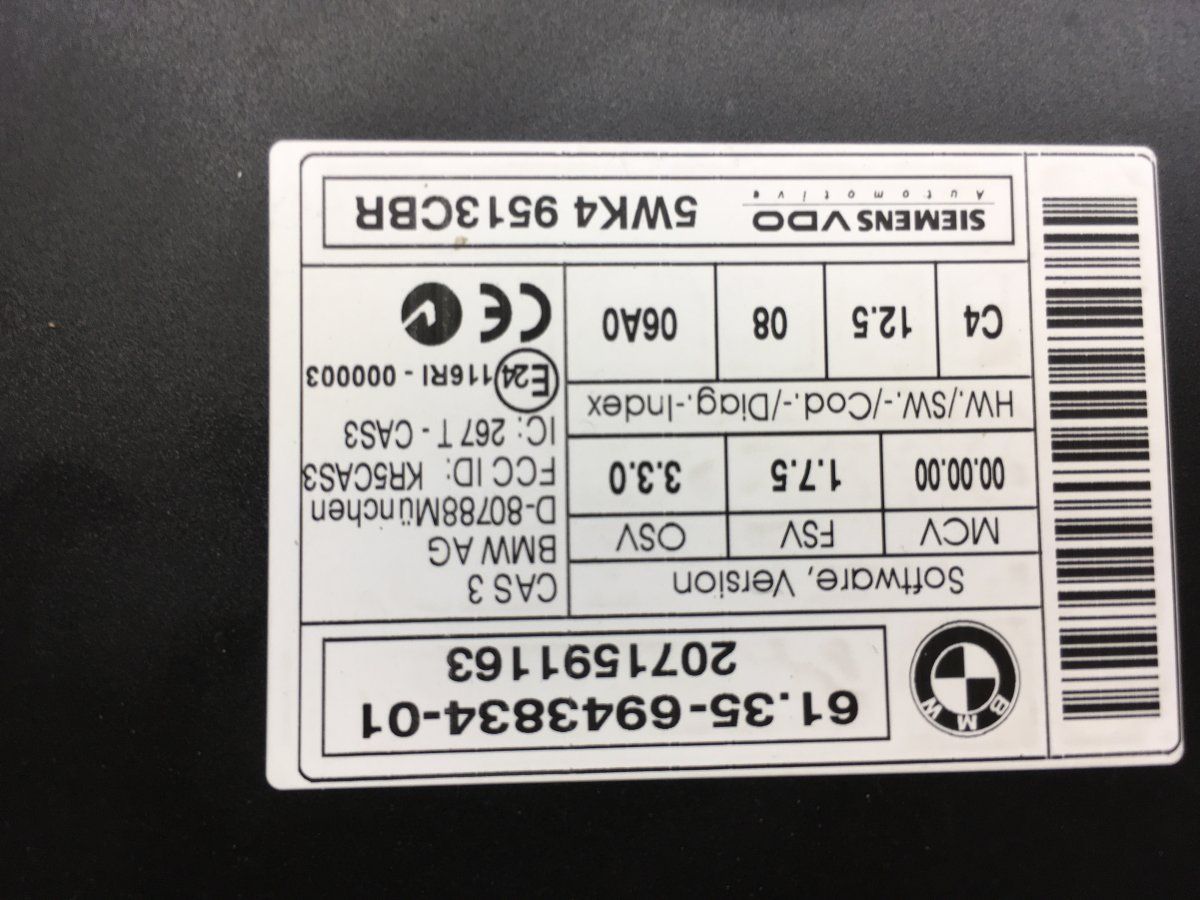 BMW
61.35-6943834-01
2071591163
Software, Version
MCV FSV OSV
00.00.00 1.7.5 3.3.0
HW./SW.-/Cod.-/Diag.-Index
C4 12.5 08 06A0
CAS 3
BMW AG
D-80788München
FCC ID: KR5CAS3
IC: 267 T - CAS3
E24 116RI - 000003
CE
SIEMENS VDO
Automotive
5WK4 9513CBR